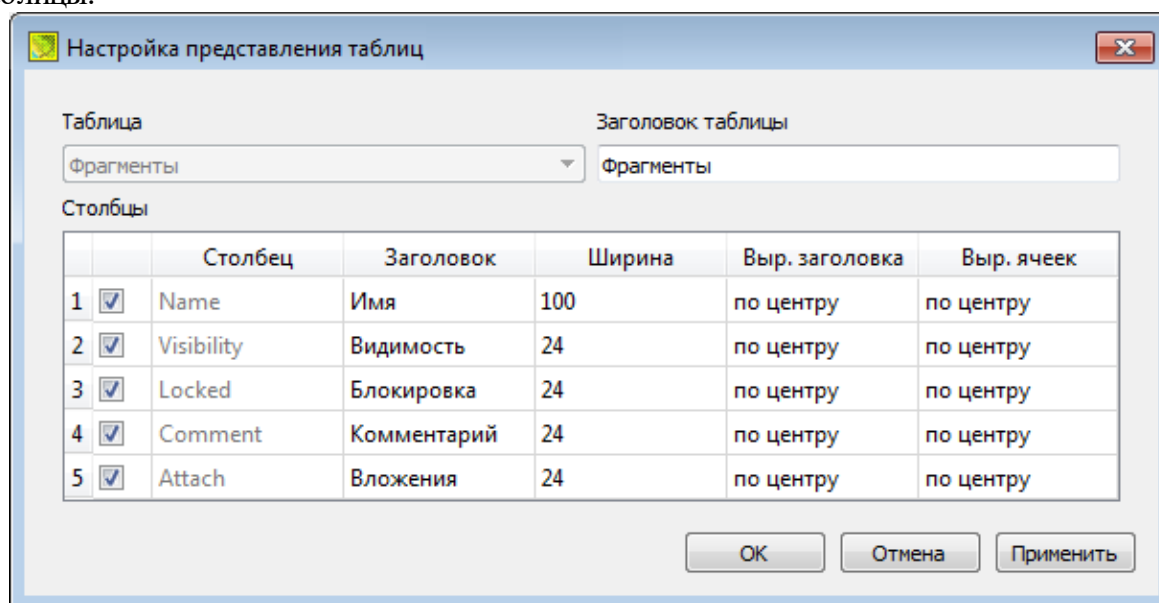 Настройка представления таблиц
Таблица Заголовок таблицы
Фрагменты Фрагменты
Столбцы
Столбец Заголовок Ширина Выр. заголовка Выр. ячеек
1 Name Имя 100 по центру по центру
2 Visibility Видимость 24 по центру по центру
3 Locked Блокировка 24 по центру по центру
4 Comment Комментарий 24 по центру по центру
5 Attach Вложения 24 по центру по центру
OK Отмена Применить